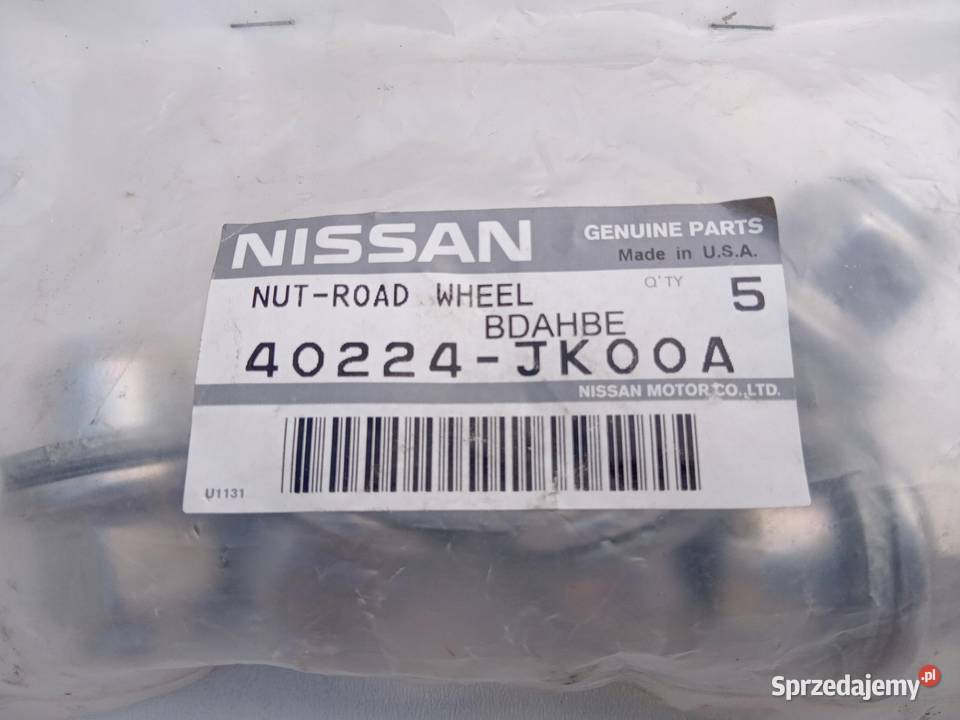 NISSAN
GENUINE PARTS
Made in U.S.A.
NUT-ROAD WHEEL
Q'TY 5
BDAHBE
40224-JK00A
NISSAN MOTOR CO., LTD.
U1131
Sprzedajemy.pl